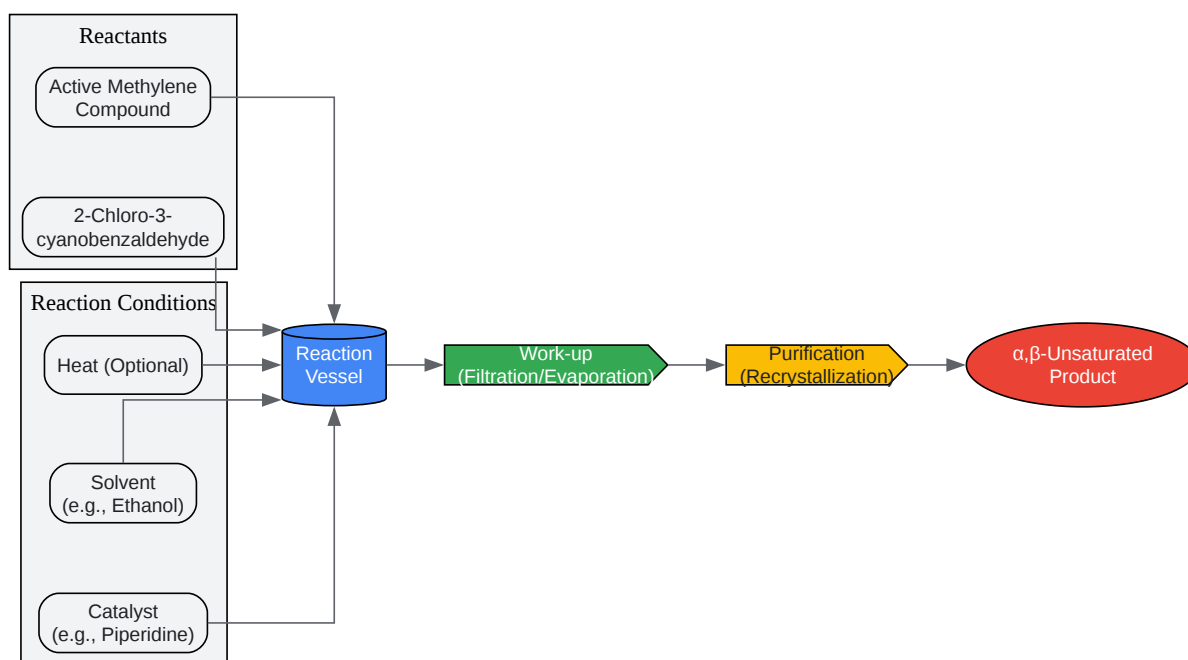 Reactants
Active Methylene
Compound
2-Chloro-3-
cyanobenzaldehyde
Reaction Conditions
Heat (Optional)
Solvent
(e.g., Ethanol)
Catalyst
(e.g., Piperidine)
Reaction
Vessel
Work-up
(Filtration/Evaporation)
Purification
(Recrystallization)
α,β-Unsaturated
Product